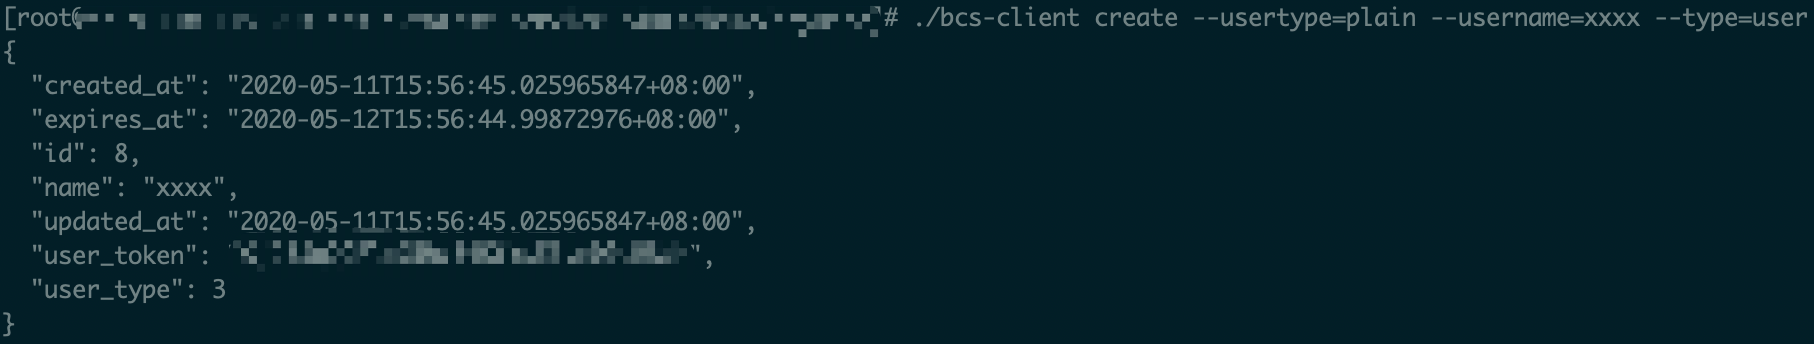 [root@ # ./bcs-client create --usertype=plain --username=xxxx --type=user
{
  "created_at": "2020-05-11T15:56:45.025965847+08:00",
  "expires_at": "2020-05-12T15:56:44.99872976+08:00",
  "id": 8,
  "name": "xxxx",
  "updated_at": "2020-05-11T15:56:45.025965847+08:00",
  "user_token": " ",
  "user_type": 3
}